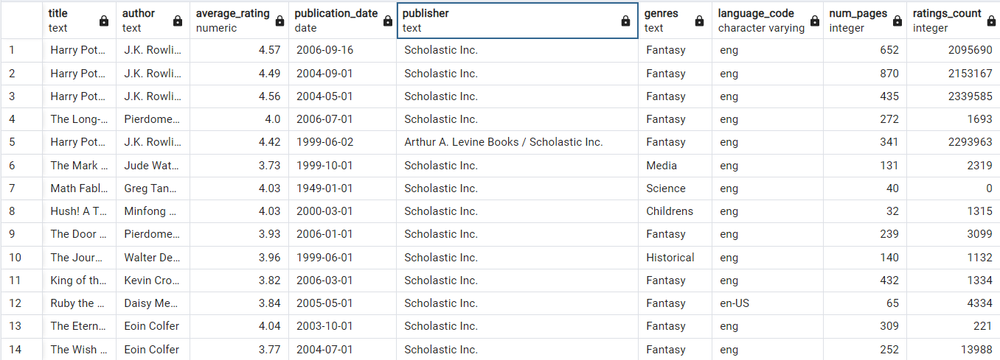 title author average_rating publication_date publisher genres language_code num_pages ratings_count
text text numeric date text text character varying integer integer
1 Harry Pot... J.K. Rowli... 4.57 2006-09-16 Scholastic Inc. Fantasy eng 652 2095690
2 Harry Pot... J.K. Rowli... 4.49 2004-09-01 Scholastic Inc. Fantasy eng 870 2153167
3 Harry Pot... J.K. Rowli... 4.56 2004-05-01 Scholastic Inc. Fantasy eng 435 2339585
4 The Long-... Pierdome... 4.0 2006-07-01 Scholastic Inc. Fantasy eng 272 1693
5 Harry Pot... J.K. Rowli... 4.42 1999-06-02 Arthur A. Levine Books / Scholastic Inc. Fantasy eng 341 2293963
6 The Mark ... Jude Wat... 3.73 1999-10-01 Scholastic Inc. Media eng 131 2319
7 Math Fabl... Greg Tan... 4.03 1949-01-01 Scholastic Inc. Science eng 40 0
8 Hush! A T... Minfong ... 4.03 2000-03-01 Scholastic Inc. Childrens eng 32 1315
9 The Door ... Pierdome... 3.93 2006-01-01 Scholastic Inc. Fantasy eng 239 3099
10 The Jour... Walter De... 3.96 1999-06-01 Scholastic Inc. Historical eng 140 1132
11 King of th... Kevin Cro... 3.82 2006-03-01 Scholastic Inc. Fantasy eng 432 1334
12 Ruby the ... Daisy Me... 3.84 2005-05-01 Scholastic Inc. Fantasy en-US 65 4334
13 The Etern... Eoin Colfer 4.04 2003-10-01 Scholastic Inc. Fantasy eng 309 221
14 The Wish ... Eoin Colfer 3.77 2004-07-01 Scholastic Inc. Fantasy eng 252 13988